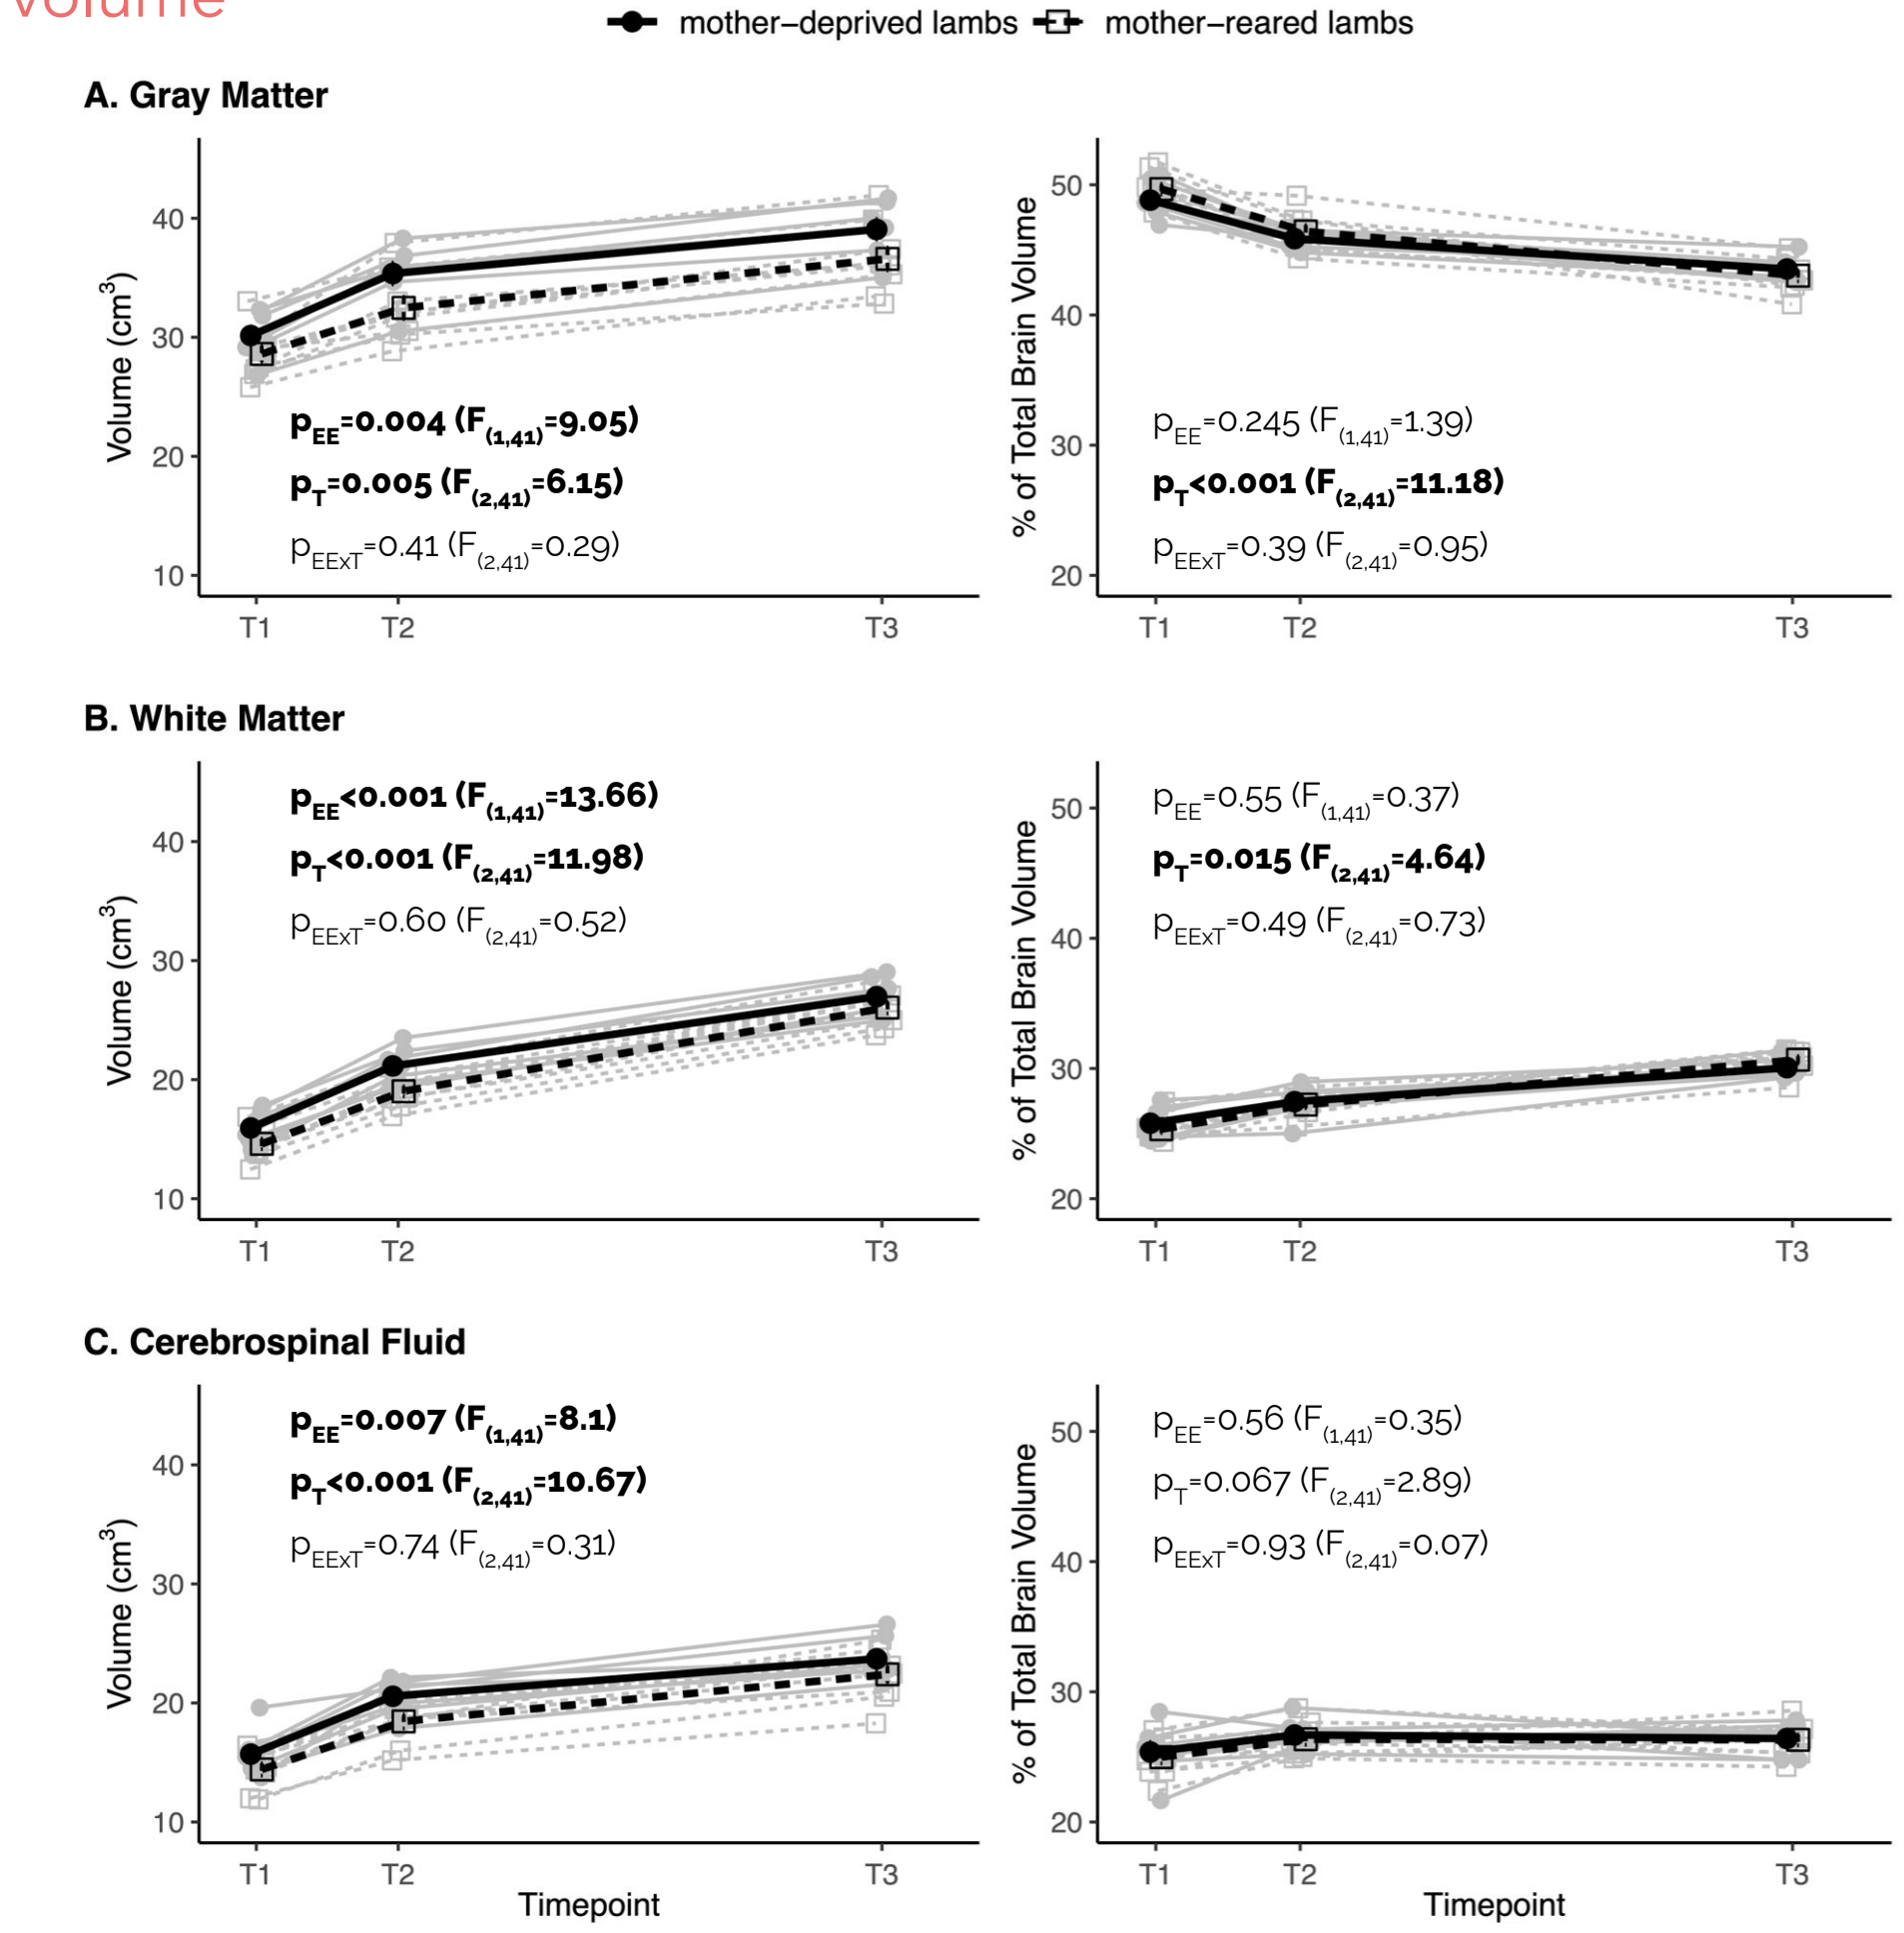 volume
mother–deprived lambs mother–reared lambs
A. Gray Matter
Volume (cm³)
40
30
20
10
T1 T2 T3
pEE=0.004 (F(1,41)=9.05)
pT=0.005 (F(2,41)=6.15)
pEExT=0.41 (F(2,41)=0.29)
% of Total Brain Volume
50
40
30
20
T1 T2 T3
pEE=0.245 (F(1,41)=1.39)
pT<0.001 (F(2,41)=11.18)
pEExT=0.39 (F(2,41)=0.95)
B. White Matter
Volume (cm³)
40
30
20
10
T1 T2 T3
pEE<0.001 (F(1,41)=13.66)
pT<0.001 (F(2,41)=11.98)
pEExT=0.60 (F(2,41)=0.52)
% of Total Brain Volume
50
40
30
20
T1 T2 T3
pEE=0.55 (F(1,41)=0.37)
pT=0.015 (F(2,41)=4.64)
pEExT=0.49 (F(2,41)=0.73)
C. Cerebrospinal Fluid
Volume (cm³)
40
30
20
10
T1 T2 T3
Timepoint
pEE=0.007 (F(1,41)=8.1)
pT<0.001 (F(2,41)=10.67)
pEExT=0.74 (F(2,41)=0.31)
% of Total Brain Volume
50
40
30
20
T1 T2 T3
Timepoint
pEE=0.56 (F(1,41)=0.35)
pT=0.067 (F(2,41)=2.89)
pEExT=0.93 (F(2,41)=0.07)